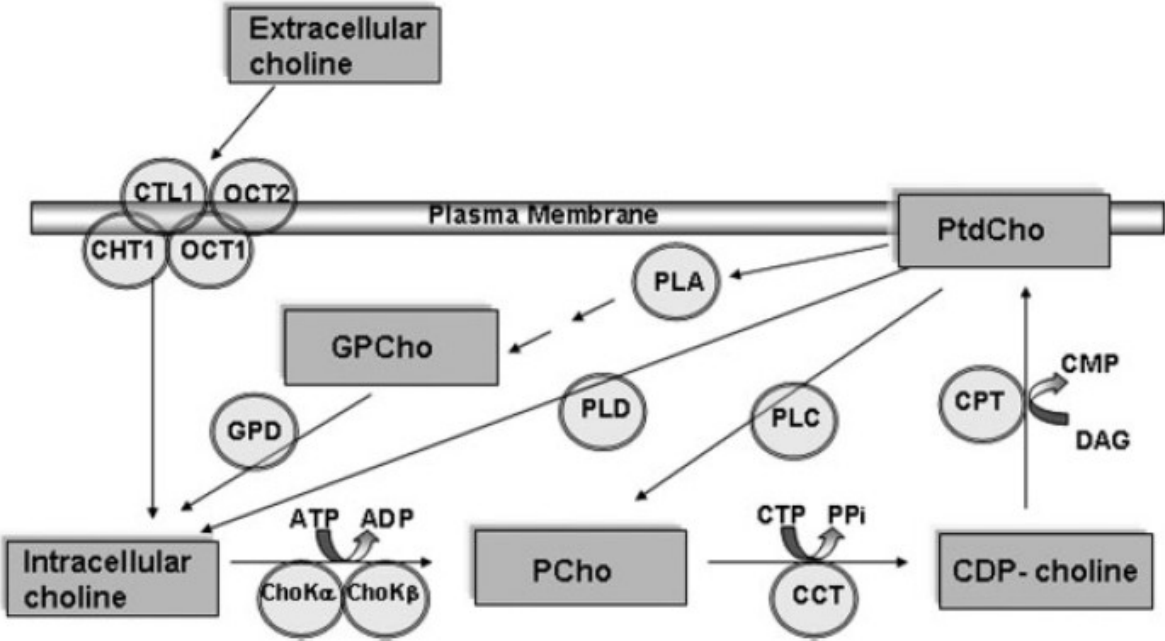 Extracellular
choline
CTL1
OCT2
CHT1
OCT1
Plasma Membrane
PtdCho
PLA
GPCho
GPD
PLD
PLC
CPT
CMP
DAG
Intracellular
choline
ATP
ADP
ChoKα
ChoKβ
PCho
CTP
PPi
CCT
CDP- choline